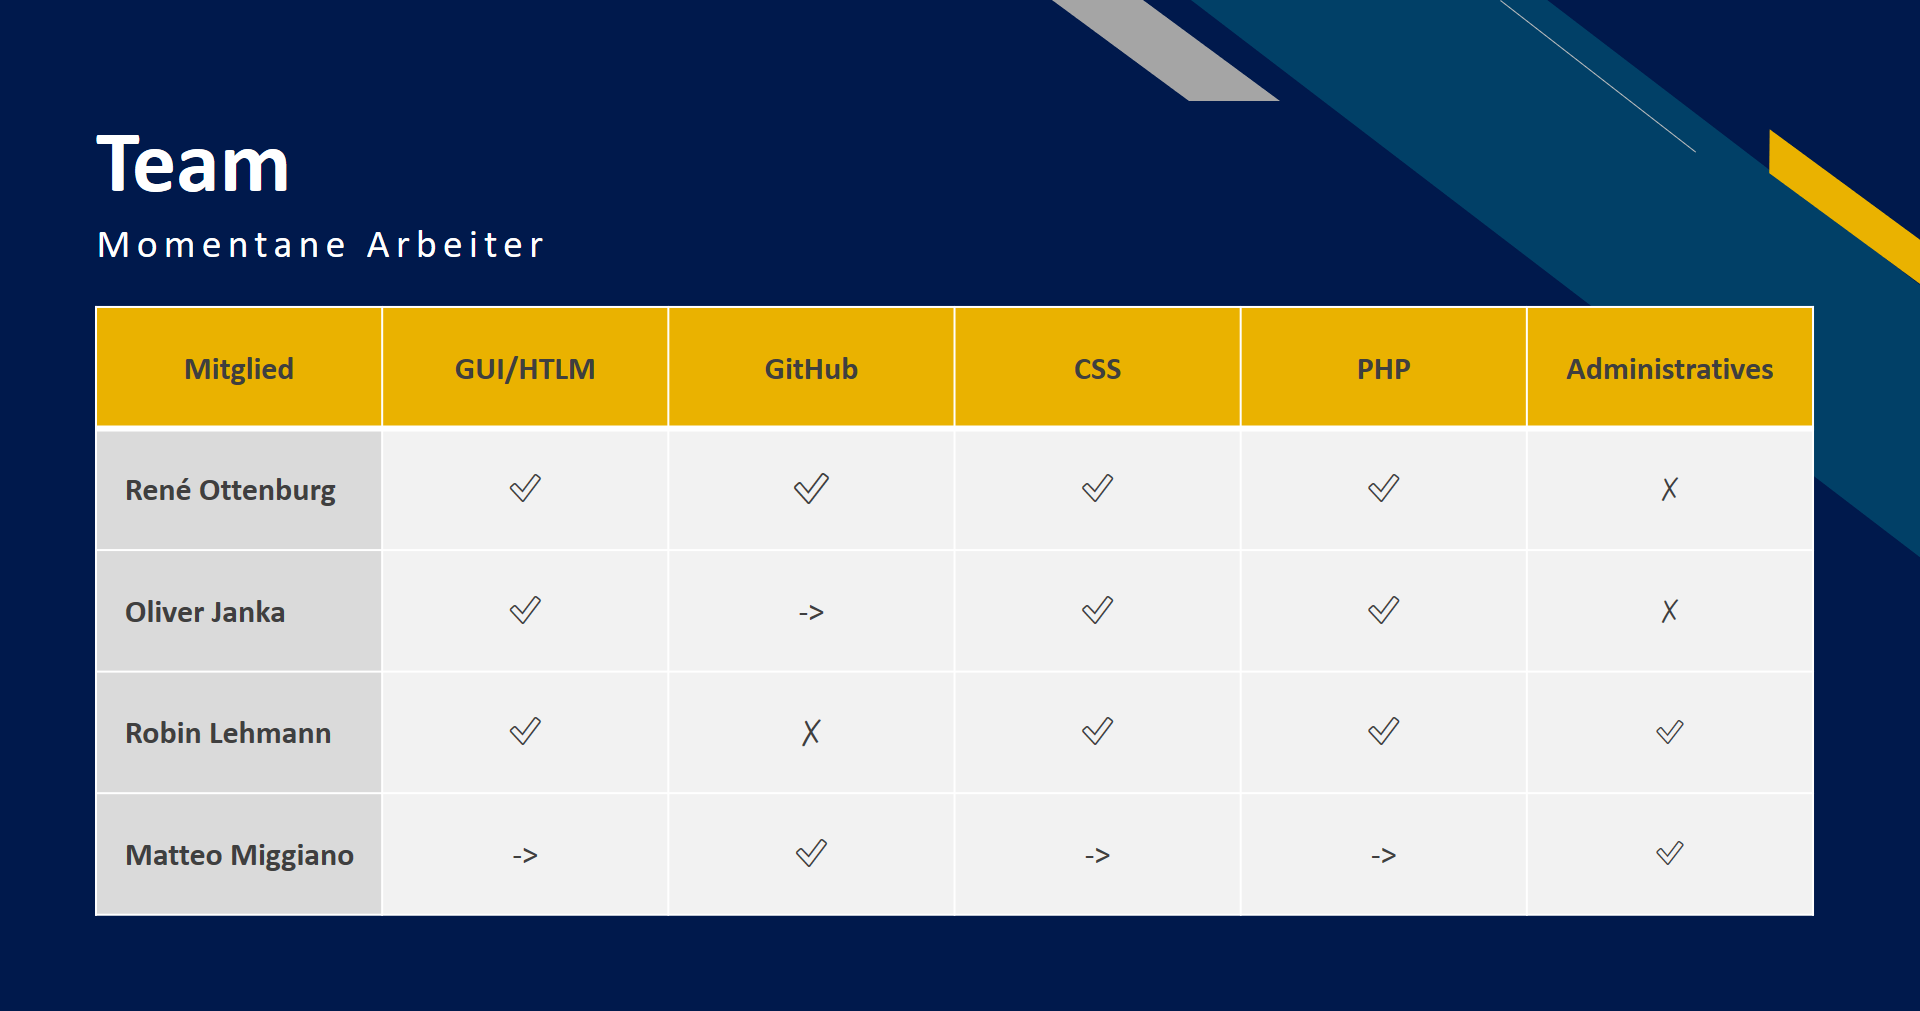 Team
Momentane Arbeiter
Mitglied GUI/HTLM GitHub CSS PHP Administratives
René Ottenburg ✓ ✓ ✓ ✓ ✗
Oliver Janka ✓ -> ✓ ✓ ✗
Robin Lehmann ✓ ✗ ✓ ✓ ✓
Matteo Miggiano -> ✓ -> -> ✓